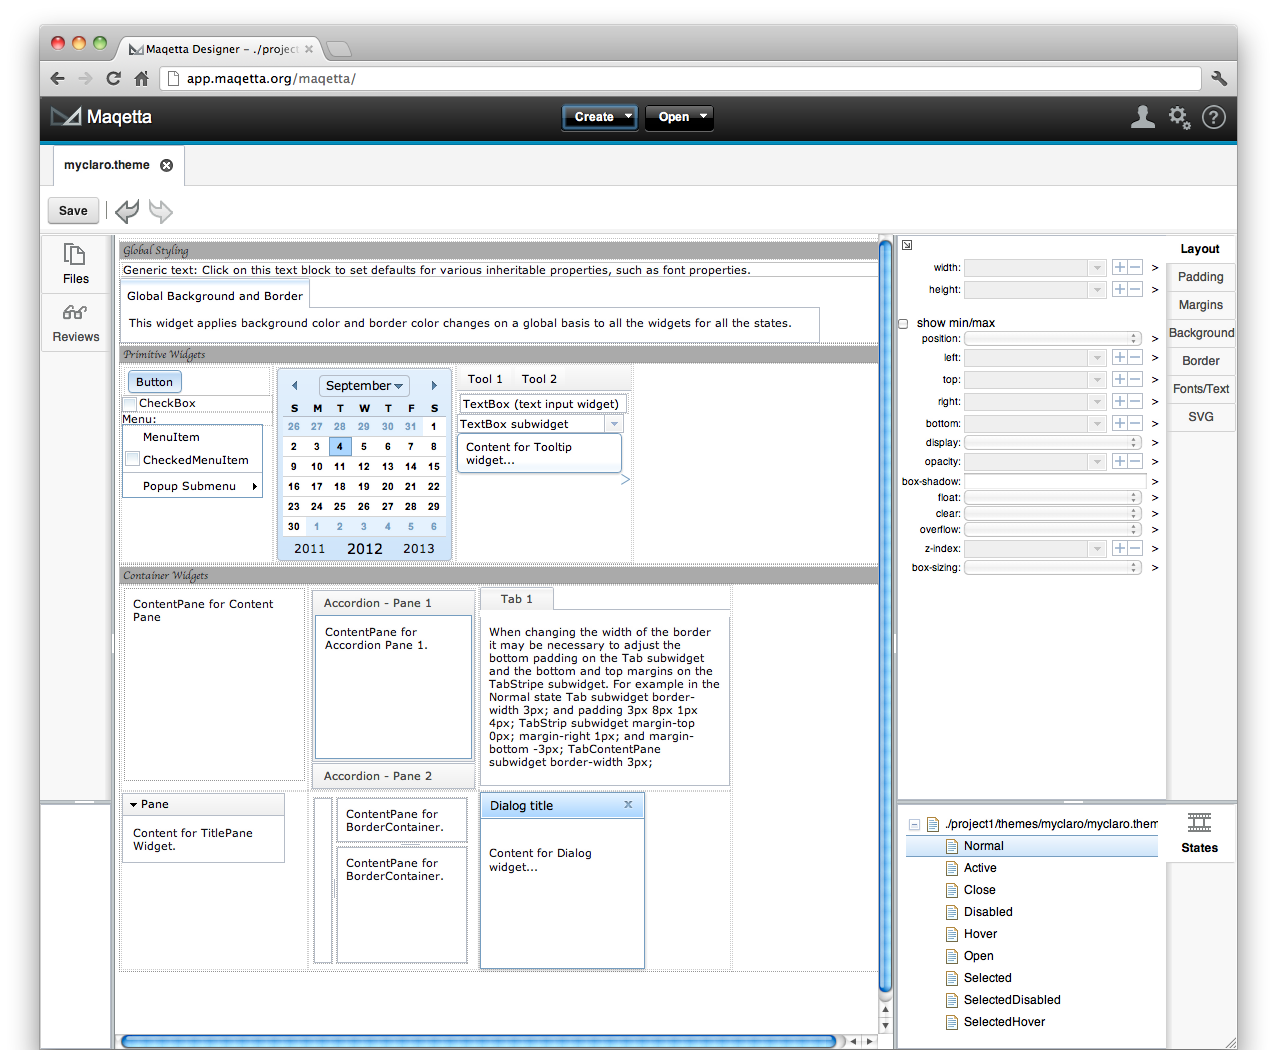 Maqetta Designer – ./project
app.maqetta.org/maqetta/
Maqetta
Create
Open
myclaro.theme
Save
Files
Reviews
Global Styling
Generic text: Click on this text block to set defaults for various inheritable properties, such as font properties.
Global Background and Border
This widget applies background color and border color changes on a global basis to all the widgets for all the states.
Primitive Widgets
Button
CheckBox
Menu:
MenuItem
CheckedMenuItem
Popup Submenu
September
S M T W T F S
26 27 28 29 30 31 1
2 3 4 5 6 7 8
9 10 11 12 13 14 15
16 17 18 19 20 21 22
23 24 25 26 27 28 29
30 1 2 3 4 5 6
2011 2012 2013
Tool 1 Tool 2
TextBox (text input widget)
TextBox subwidget
Content for Tooltip
widget...
>
Container Widgets
ContentPane for Content
Pane
Accordion - Pane 1
ContentPane for
Accordion Pane 1.
Accordion - Pane 2
Tab 1
When changing the width of the border
it may be necessary to adjust the
bottom padding on the Tab subwidget
and the bottom and top margins on the
TabStripe subwidget. For example in the
Normal state Tab subwidget border-
width 3px; and padding 3px 8px 1px
4px; TabStrip subwidget margin-top
0px; margin-right 1px; and margin-
bottom -3px; TabContentPane
subwidget border-width 3px;
Pane
Content for TitlePane
Widget.
ContentPane for
BorderContainer.
ContentPane for
BorderContainer.
Dialog title x
Content for Dialog
widget...
width: >
height: >
show min/max
position: >
left: >
top: >
right: >
bottom: >
display: >
opacity: >
box-shadow: >
float: >
clear: >
overflow: >
z-index: >
box-sizing: >
Layout
Padding
Margins
Background
Border
Fonts/Text
SVG
./project1/themes/myclaro/myclaro.them
Normal
Active
Close
Disabled
Hover
Open
Selected
SelectedDisabled
SelectedHover
States